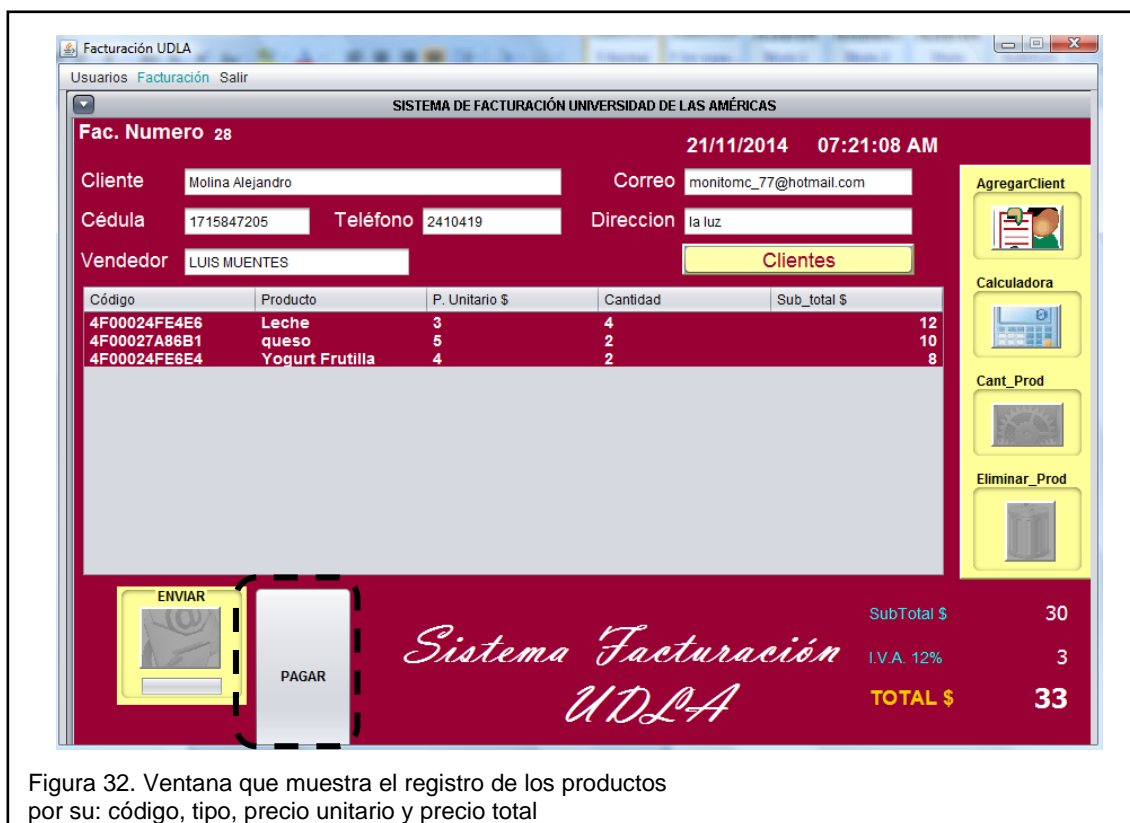 Facturación UDLA
Usuarios Facturación Salir
SISTEMA DE FACTURACIÓN UNIVERSIDAD DE LAS AMÉRICAS
Fac. Numero 28
21/11/2014 07:21:08 AM
Cliente Molina Alejandro Correo monitomc_77@hotmail.com
Cédula 1715847205 Teléfono 2410419 Direccion la luz
Vendedor LUIS MUENTES Clientes
AgregarClient
Calculadora
Cant_Prod
Eliminar_Prod
Código Producto P. Unitario $ Cantidad Sub_total $
4F00024FE4E6 Leche 3 4 12
4F00027A86B1 queso 5 2 10
4F00024FE6E4 Yogurt Frutilla 4 2 8
ENVIAR
PAGAR
Sistema Facturación
UDLA
SubTotal $ 30
I.V.A. 12% 3
TOTAL $ 33
Figura 32. Ventana que muestra el registro de los productos
por su: código, tipo, precio unitario y precio total